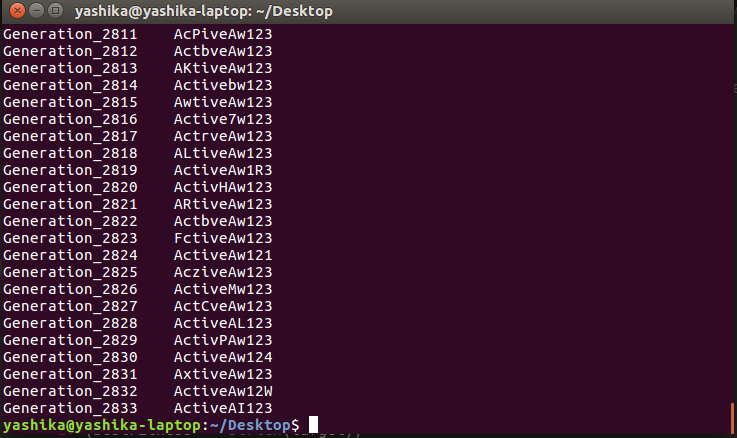 yashika@yashika-laptop: ~/Desktop
Generation_2811 AcPiveAw123
Generation_2812 ActbveAw123
Generation_2813 AKtiveAw123
Generation_2814 Activebw123
Generation_2815 AwtiveAw123
Generation_2816 Active7w123
Generation_2817 ActrveAw123
Generation_2818 ALtiveAw123
Generation_2819 ActiveAw1R3
Generation_2820 ActivHAw123
Generation_2821 ARtiveAw123
Generation_2822 ActbveAw123
Generation_2823 FctiveAw123
Generation_2824 ActiveAw121
Generation_2825 AcziveAw123
Generation_2826 ActiveMw123
Generation_2827 ActCveAw123
Generation_2828 ActiveAL123
Generation_2829 ActivPAw123
Generation_2830 ActiveAw124
Generation_2831 AxtiveAw123
Generation_2832 ActiveAw12W
Generation_2833 ActiveAI123
yashika@yashika-laptop:~/Desktop$